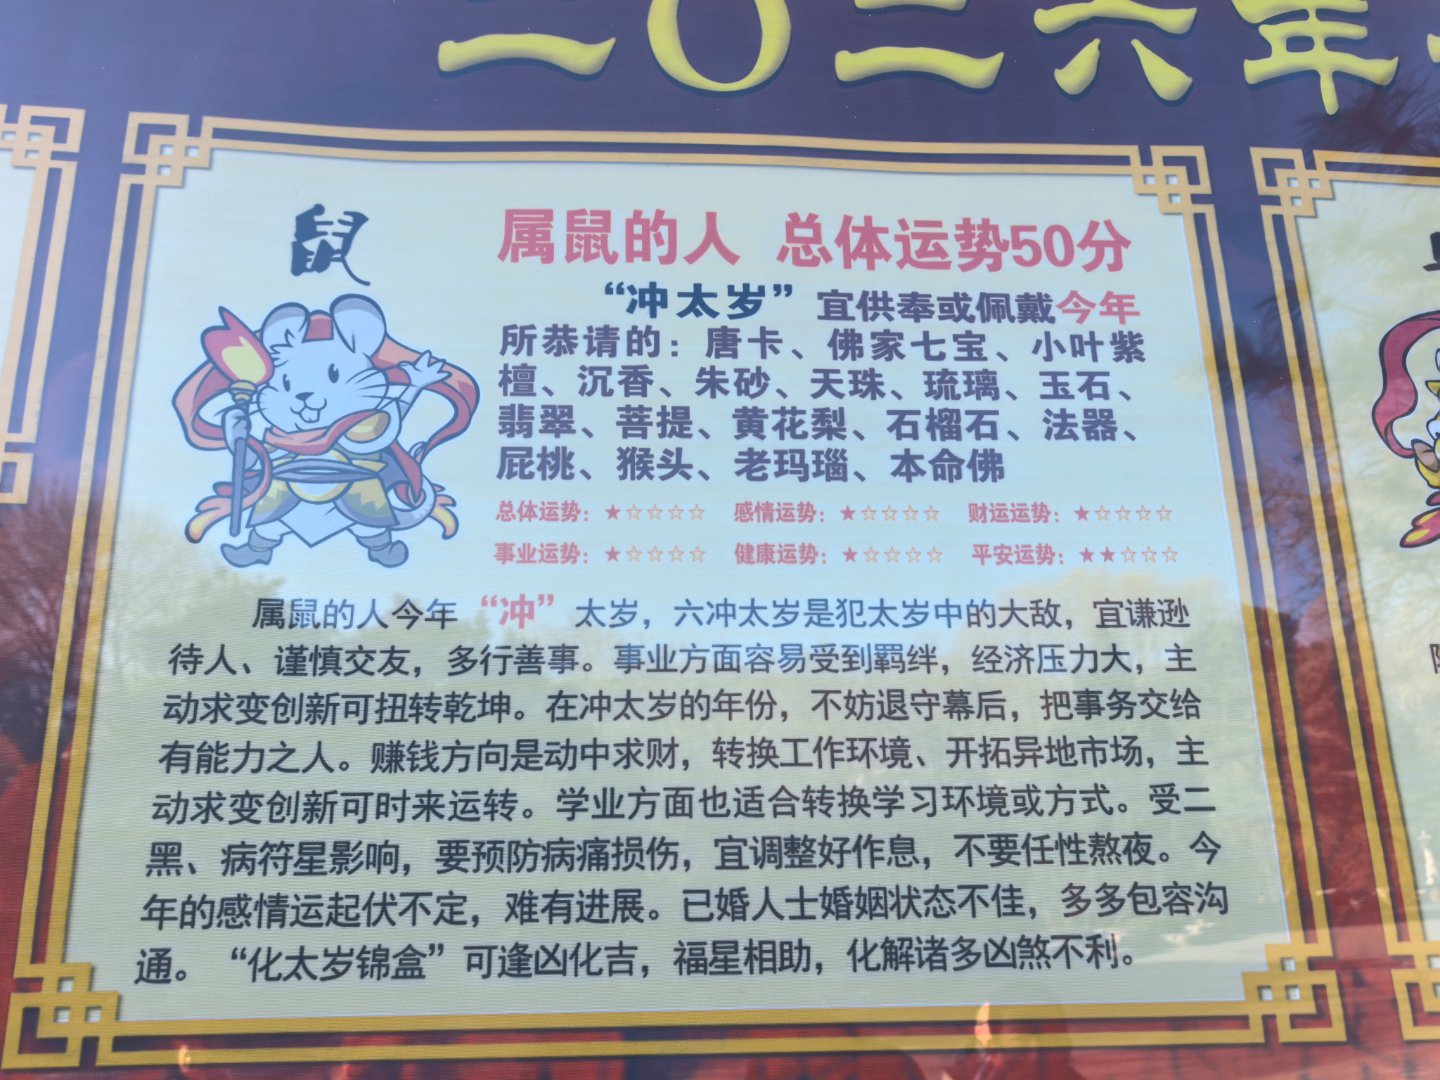 二〇二六年
鼠
属鼠的人 总体运势50分
“冲太岁” 宜供奉或佩戴今年
所恭请的：唐卡、佛家七宝、小叶紫
檀、沉香、朱砂、天珠、琉璃、玉石、
翡翠、菩提、黄花梨、石榴石、法器、
屁桃、猴头、老玛瑙、本命佛
总体运势：★☆☆☆☆ 感情运势：★☆☆☆☆ 财运运势：★☆☆☆☆
事业运势：★☆☆☆☆ 健康运势：★☆☆☆☆ 平安运势：★★☆☆☆
属鼠的人今年“冲”太岁，六冲太岁是犯太岁中的大敌，宜谦逊
待人、谨慎交友，多行善事。事业方面容易受到羁绊，经济压力大，主
动求变创新可扭转乾坤。在冲太岁的年份，不妨退守幕后，把事务交给
有能力之人。赚钱方向是动中求财，转换工作环境、开拓异地市场，主
动求变创新可时来运转。学业方面也适合转换学习环境或方式。受二
黑、病符星影响，要预防病痛损伤，宜调整好作息，不要任性熬夜。今
年的感情运起伏不定，难有进展。已婚人士婚姻状态不佳，多多包容沟
通。“化太岁锦盒”可逢凶化吉，福星相助，化解诸多凶煞不利。